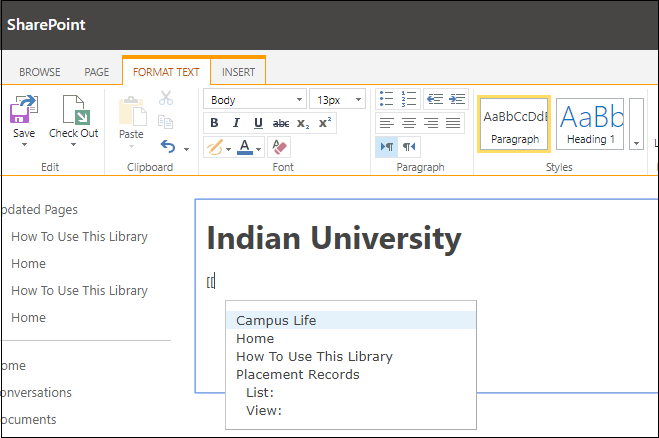 SharePoint
BROWSE PAGE FORMAT TEXT INSERT
Body 13px AaBbCcDdE AaBb
Save Check Out Paste B I U abc x₂ x² Paragraph Heading 1
A
Edit Clipboard Font Paragraph Styles
pdated Pages
How To Use This Library
Home
How To Use This Library
Home
ome
onversations
ocuments
Indian University
[[
Campus Life
Home
How To Use This Library
Placement Records
List:
View: